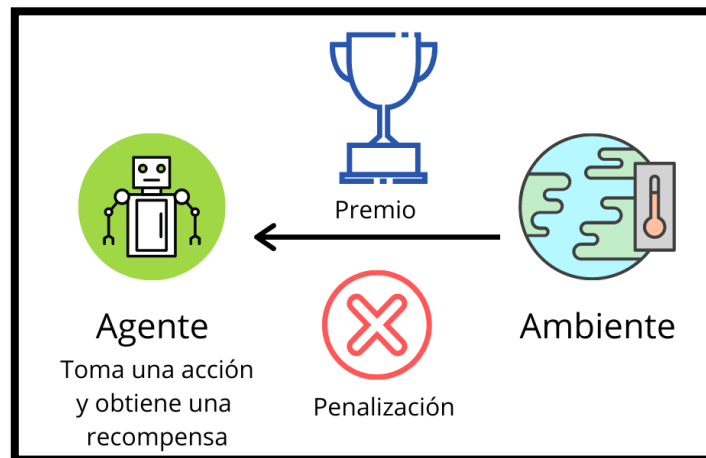 Premio
Agente
Toma una acción
y obtiene una
recompensa
Penalización
Ambiente